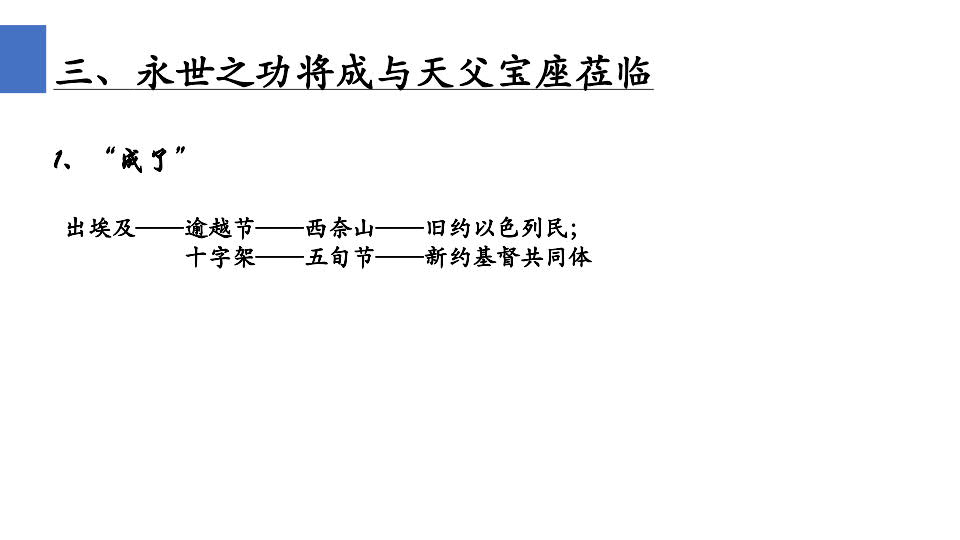 三、永世之功将成与天父宝座莅临
1、“成了”
出埃及——逾越节——西奈山——旧约以色列民；
十字架——五旬节——新约基督共同体